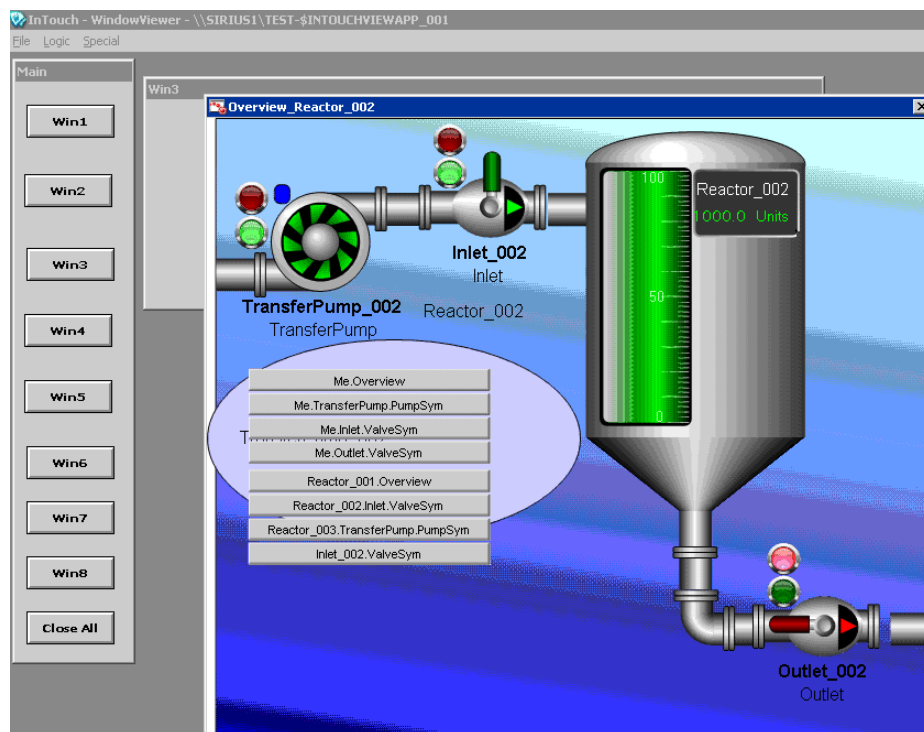 InTouch - WindowViewer - \\SIRIUS1\TEST-$INTOUCHVIEWAPP_001
File Logic Special
Main
Win1
Win2
Win3
Win4
Win5
Win6
Win7
Win8
Close All
Win3
Overview_Reactor_002
Inlet_002
Inlet
TransferPump_002
TransferPump
Reactor_002
100
50
0
Reactor_002
1000.0 Units
Me.Overview
Me.TransferPump.PumpSym
Me.Inlet.ValveSym
Me.Outlet.ValveSym
Reactor_001.Overview
Reactor_002.Inlet.ValveSym
Reactor_003.TransferPump.PumpSym
Inlet_002.ValveSym
Outlet_002
Outlet